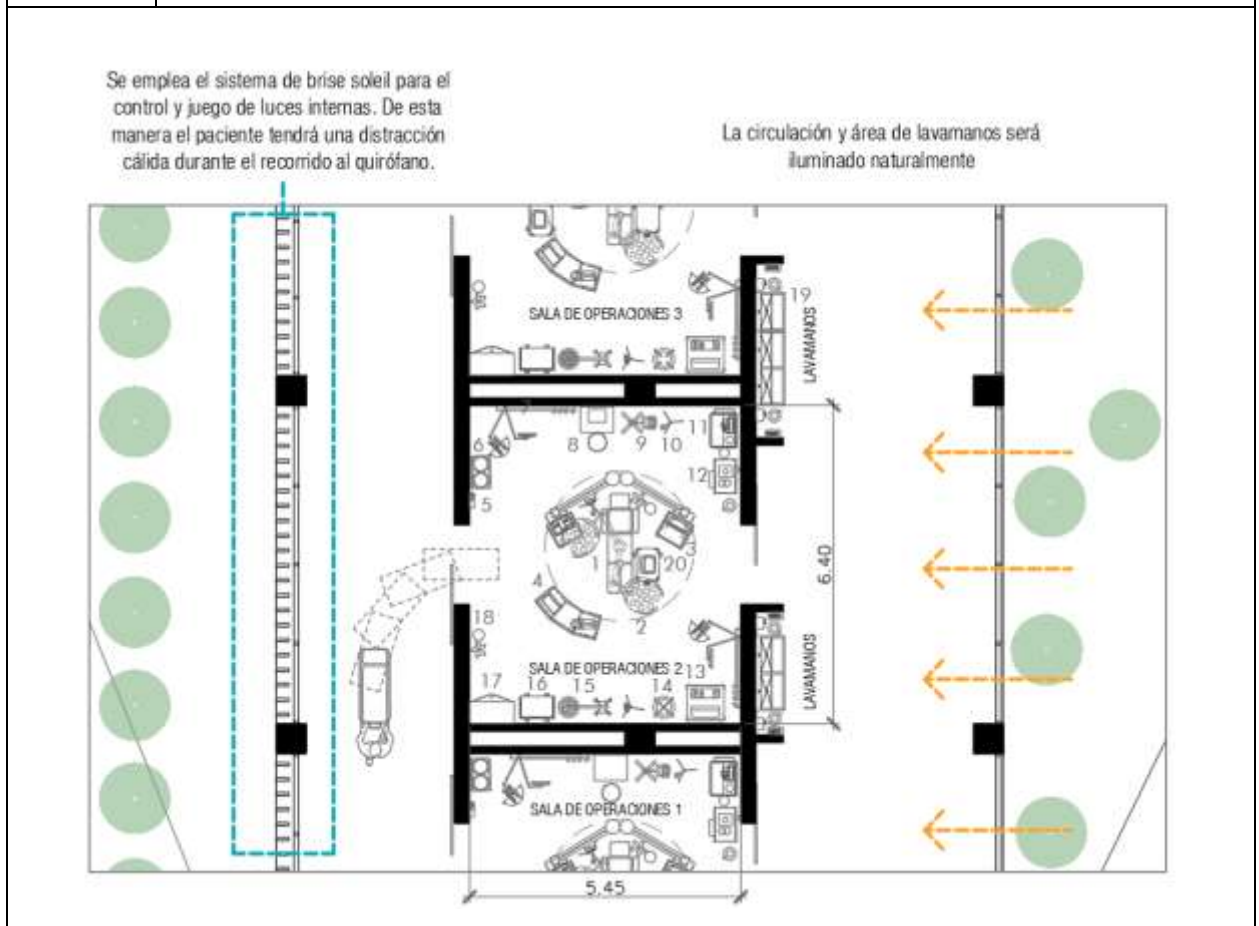 Se emplea el sistema de brise soleil para el
control y juego de luces internas. De esta
manera el paciente tendrá una distracción
cálida durante el recorrido al quirófano.
La circulación y área de lavamanos será
iluminado naturalmente
SALA DE OPERACIONES 3
19
LAVAMANOS
7
6
8
9
10
11
12
5
1
3
20
4
2
6.40
18
SALA DE OPERACIONES 2
17
16
15
14
13
LAVAMANOS
SALA DE OPERACIONES 1
5.45